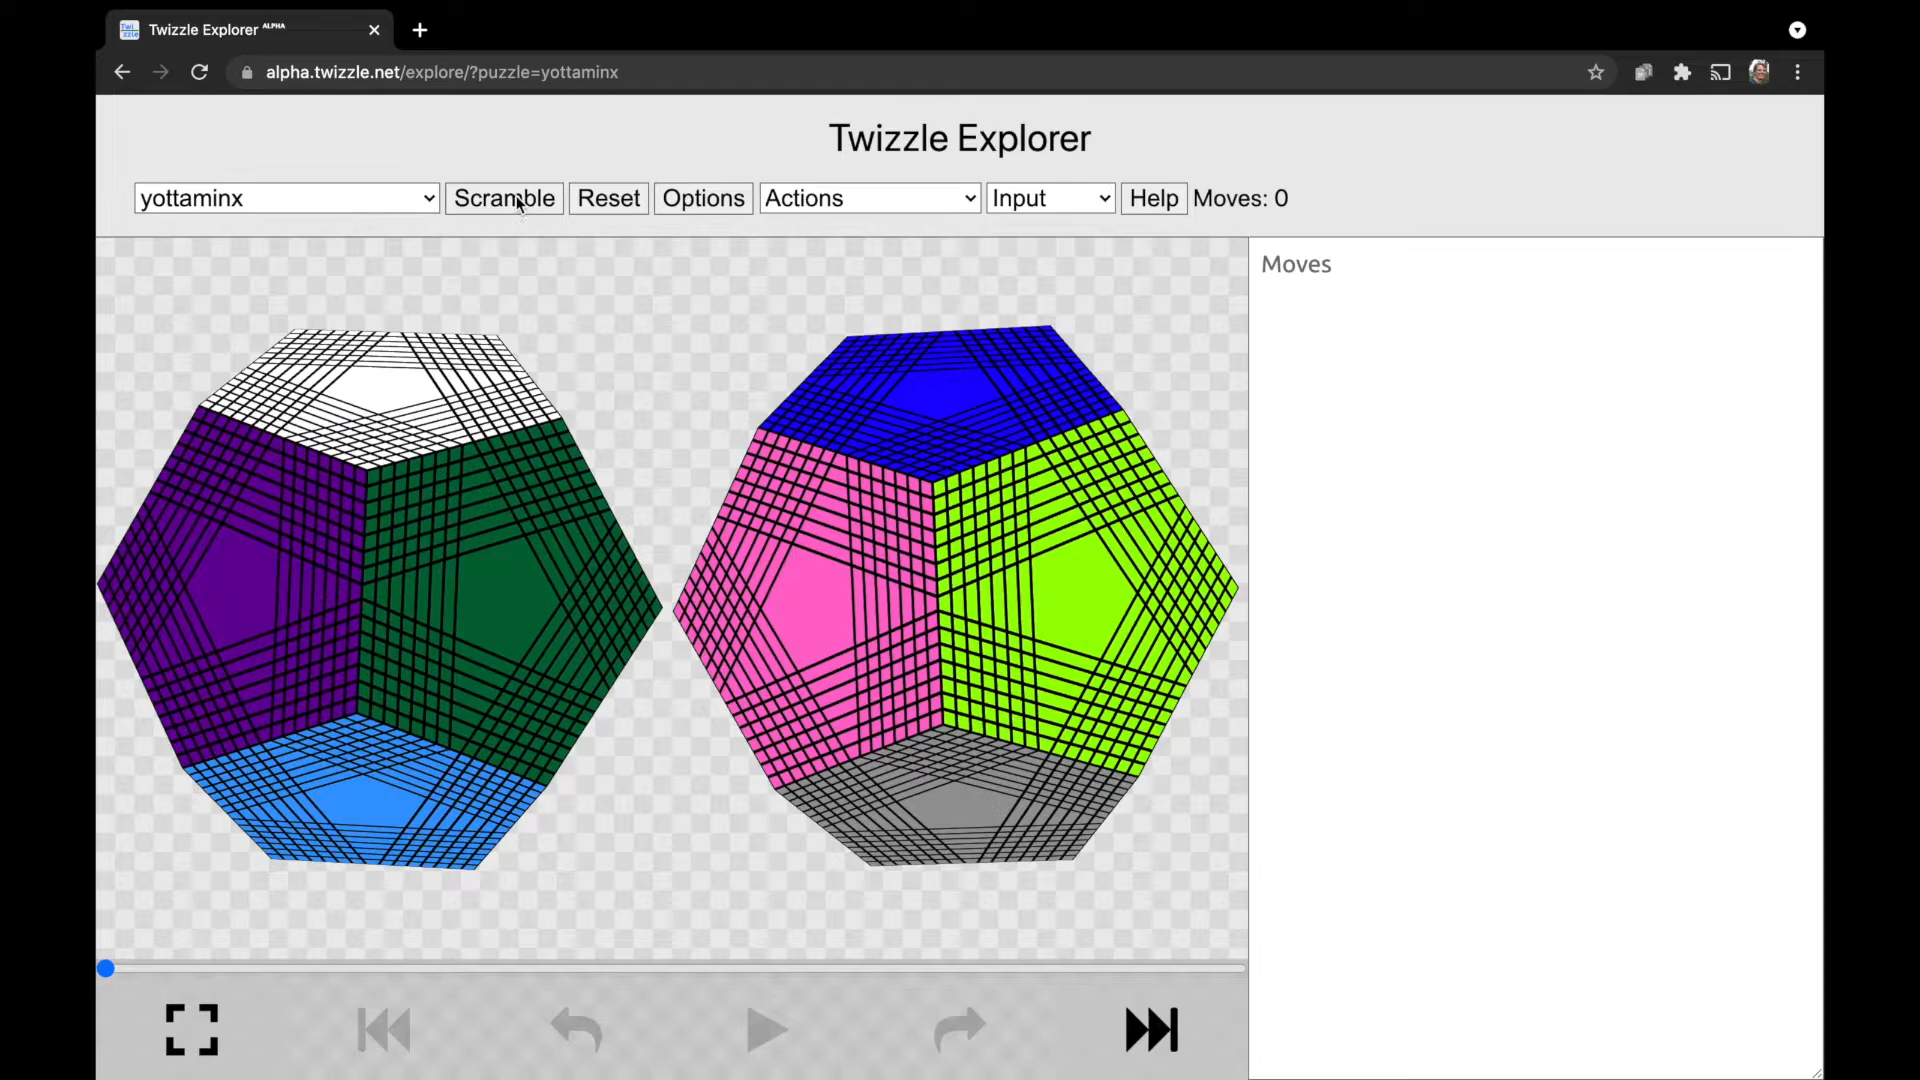 Twizzle Explorer ALPHA
alpha.twizzle.net/explore/?puzzle=yottaminx
Twizzle Explorer
yottaminx Scramble Reset Options Actions Input Help Moves: 0
Moves